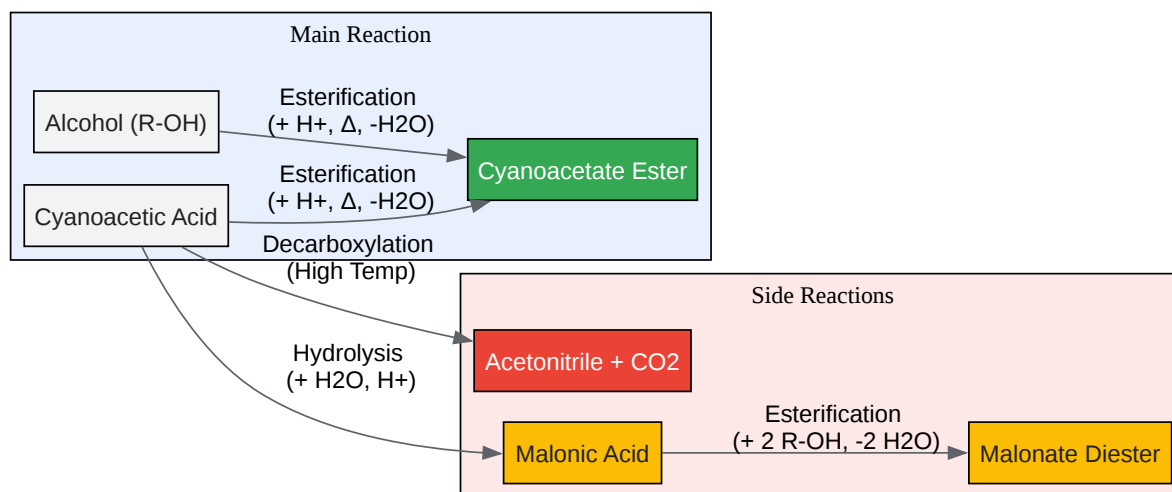 Main Reaction
Alcohol (R-OH)
Esterification
(+ H+, Δ, -H2O)
Cyanoacetate Ester
Cyanoacetic Acid
Esterification
(+ H+, Δ, -H2O)
Decarboxylation
(High Temp)
Side Reactions
Acetonitrile + CO2
Hydrolysis
(+ H2O, H+)
Malonic Acid
Esterification
(+ 2 R-OH, -2 H2O)
Malonate Diester